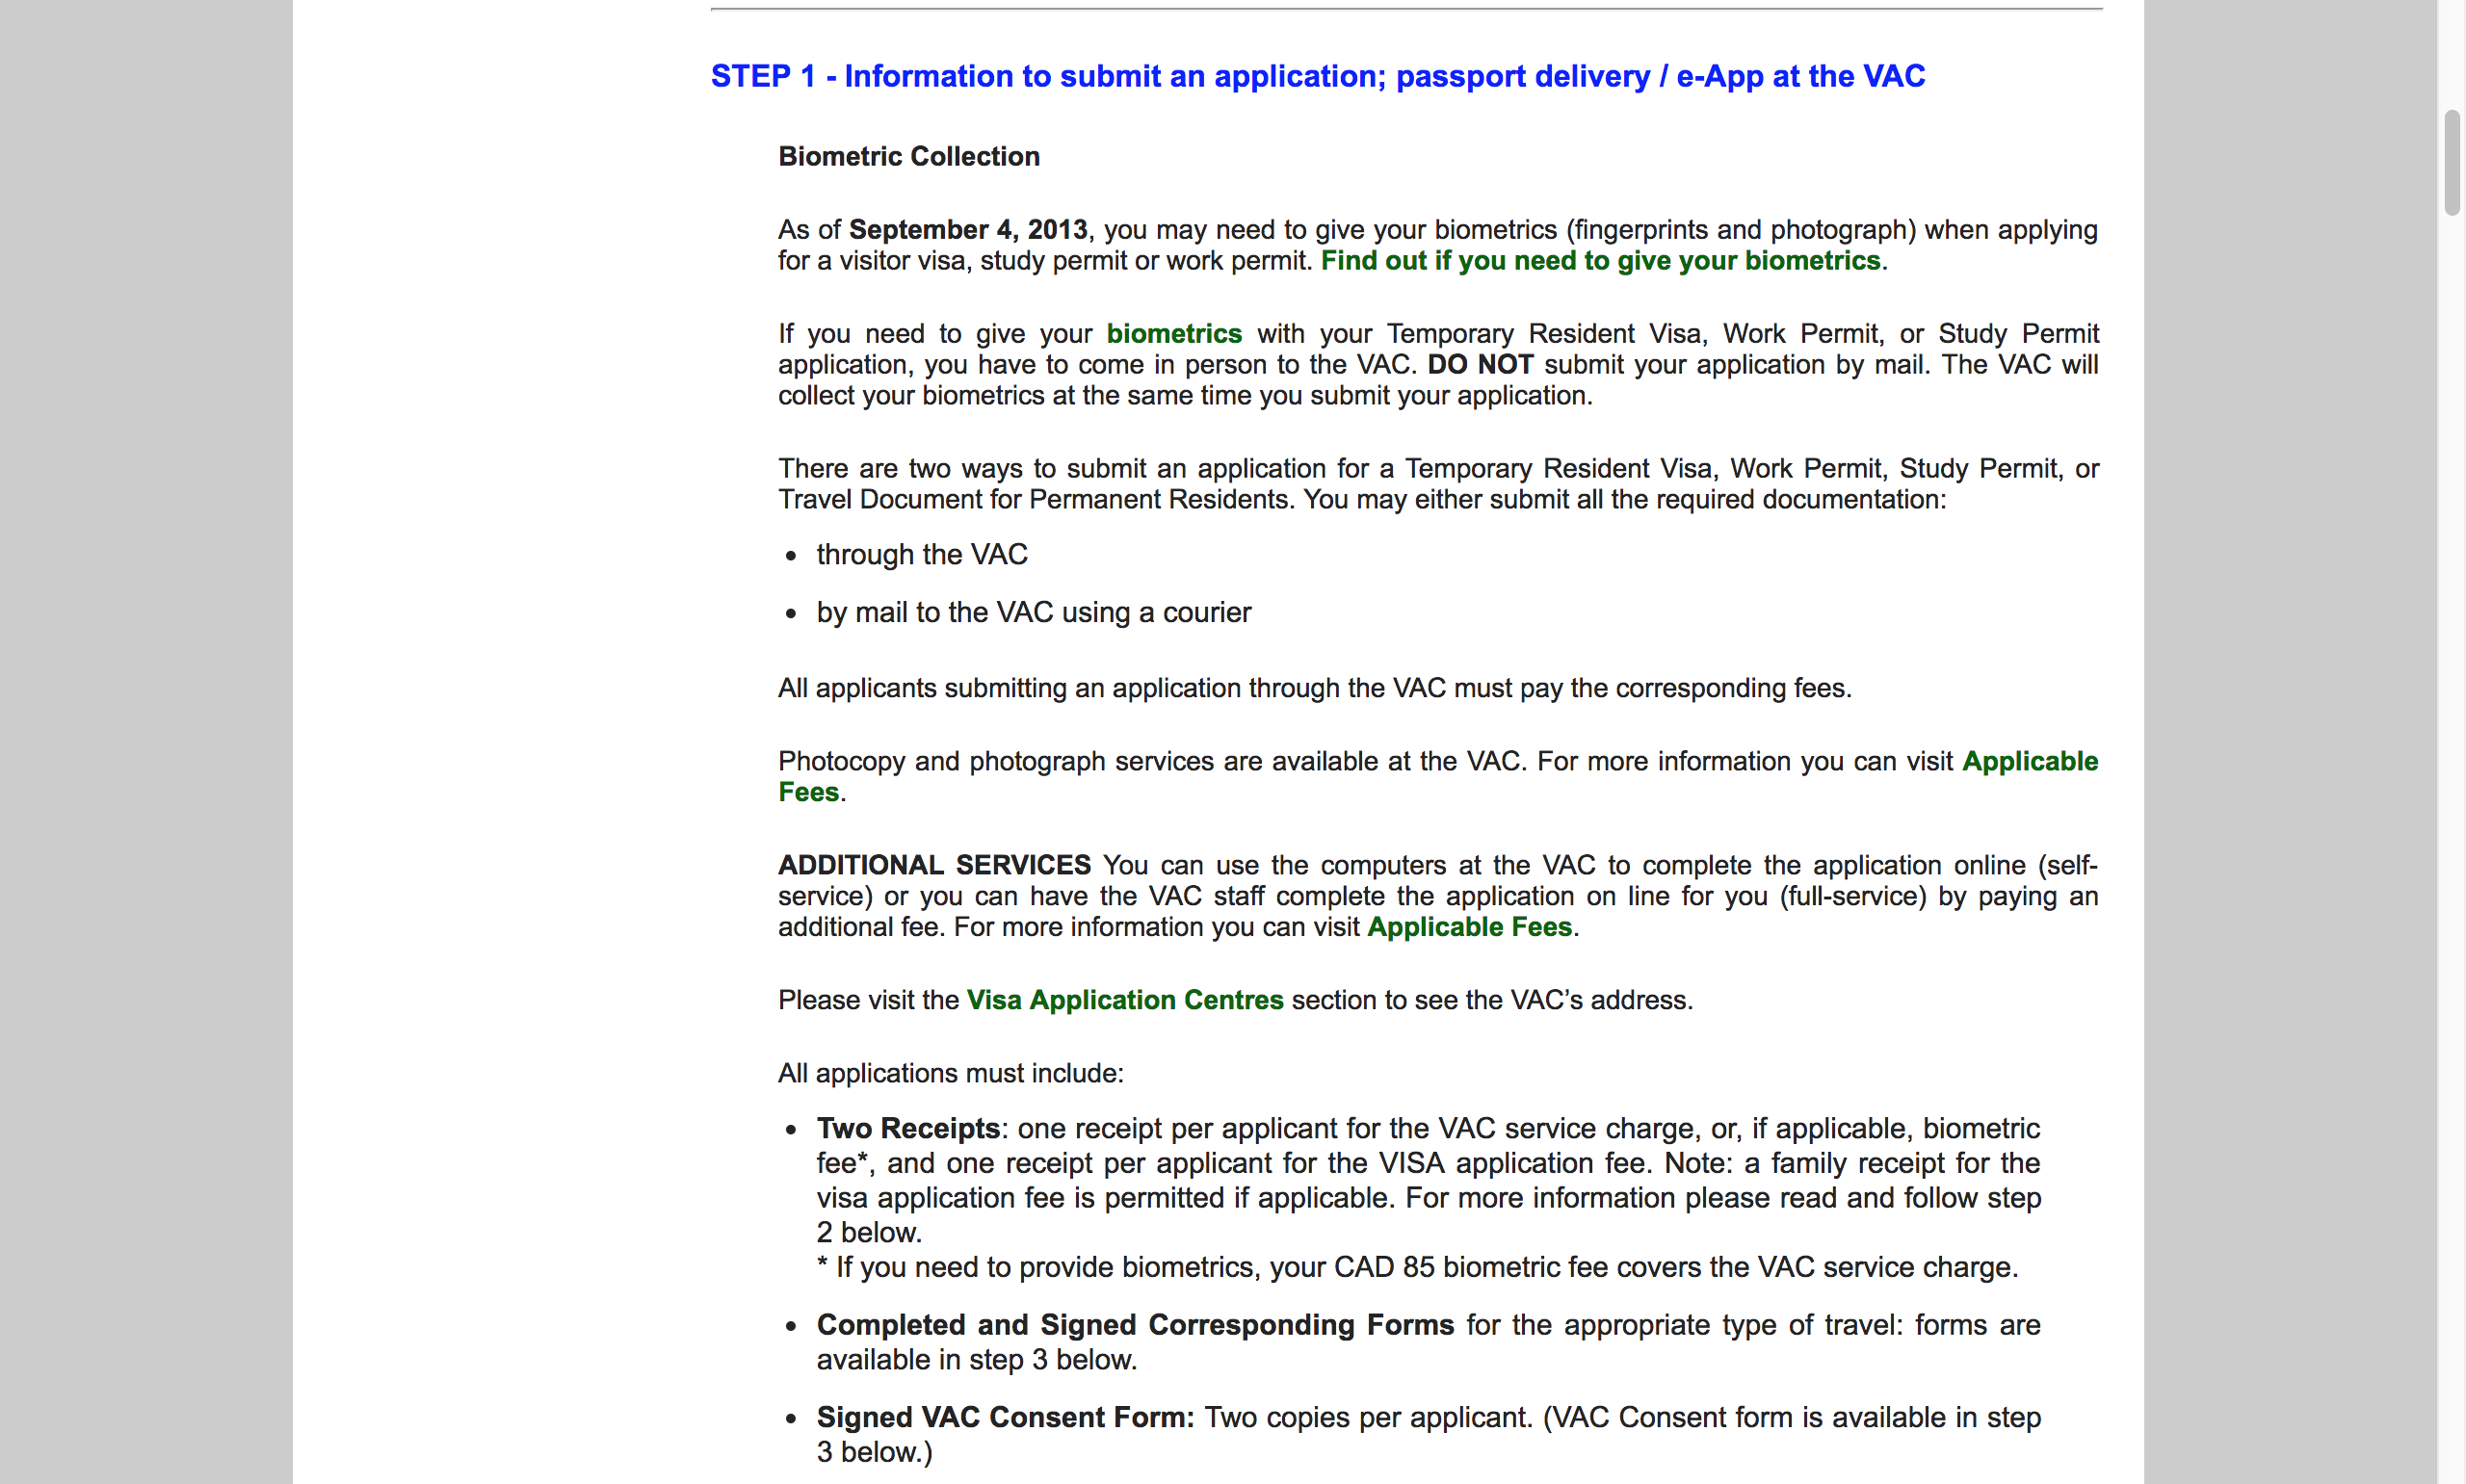 STEP 1 - Information to submit an application; passport delivery / e-App at the VAC
Biometric Collection
As of September 4, 2013, you may need to give your biometrics (fingerprints and photograph) when applying
for a visitor visa, study permit or work permit. Find out if you need to give your biometrics.
If you need to give your biometrics with your Temporary Resident Visa, Work Permit, or Study Permit
application, you have to come in person to the VAC. DO NOT submit your application by mail. The VAC will
collect your biometrics at the same time you submit your application.
There are two ways to submit an application for a Temporary Resident Visa, Work Permit, Study Permit, or
Travel Document for Permanent Residents. You may either submit all the required documentation:
• through the VAC
• by mail to the VAC using a courier
All applicants submitting an application through the VAC must pay the corresponding fees.
Photocopy and photograph services are available at the VAC. For more information you can visit Applicable
Fees.
ADDITIONAL SERVICES You can use the computers at the VAC to complete the application online (self-
service) or you can have the VAC staff complete the application on line for you (full-service) by paying an
additional fee. For more information you can visit Applicable Fees.
Please visit the Visa Application Centres section to see the VAC’s address.
All applications must include:
• Two Receipts: one receipt per applicant for the VAC service charge, or, if applicable, biometric
fee*, and one receipt per applicant for the VISA application fee. Note: a family receipt for the
visa application fee is permitted if applicable. For more information please read and follow step
2 below.
* If you need to provide biometrics, your CAD 85 biometric fee covers the VAC service charge.
• Completed and Signed Corresponding Forms for the appropriate type of travel: forms are
available in step 3 below.
• Signed VAC Consent Form: Two copies per applicant. (VAC Consent form is available in step
3 below.)